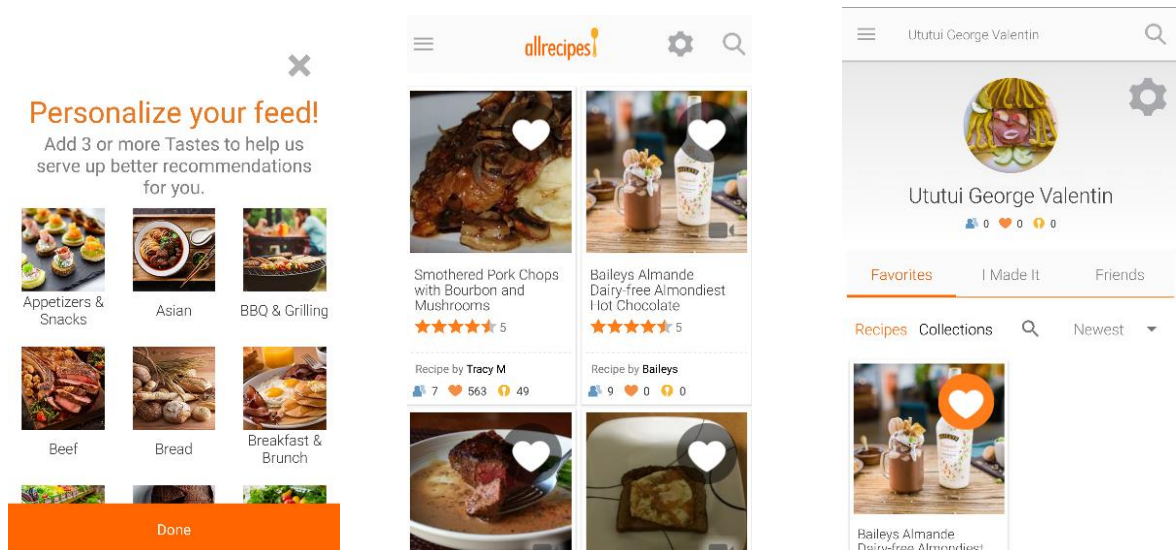 Personalize your feed!
Add 3 or more Tastes to help us
serve up better recommendations
for you.
Appetizers &
Snacks
Asian
BBQ & Grilling
Beef
Bread
Breakfast &
Brunch
Done
allrecipes
Smothered Pork Chops
with Bourbon and
Mushrooms
5
Recipe by Tracy M
7 563 49
Baileys Almande
Dairy-free Almondiest
Hot Chocolate
5
Recipe by Baileys
9 0 0
BAILEYS
Ututui George Valentin
Ututui George Valentin
0 0 0
Favorites I Made It Friends
Recipes Collections Newest
Baileys Almande
Dairy-free Almondiest